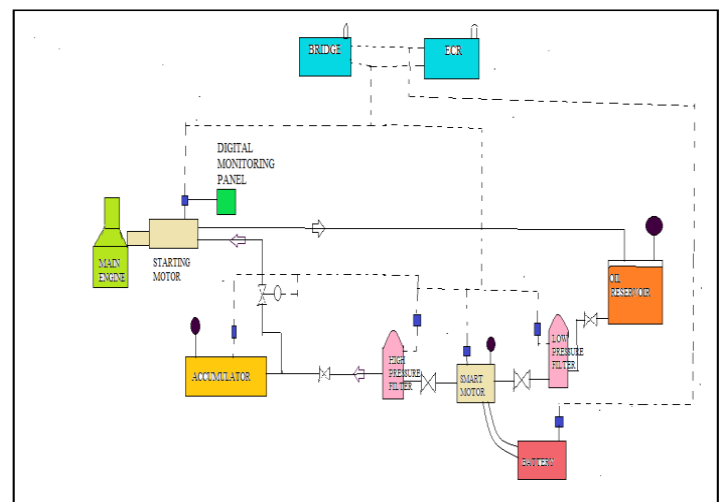 BRIDGE
ECR
DIGITAL
MONITORING
PANEL
MAIN
ENGINE
STARTING
MOTOR
OIL
RESERVOIR
LOW
PRESSURE
FILTER
HIGH
PRESSURE
FILTER
ACCUMULATOR
SMART
MOTOR
BATTERY